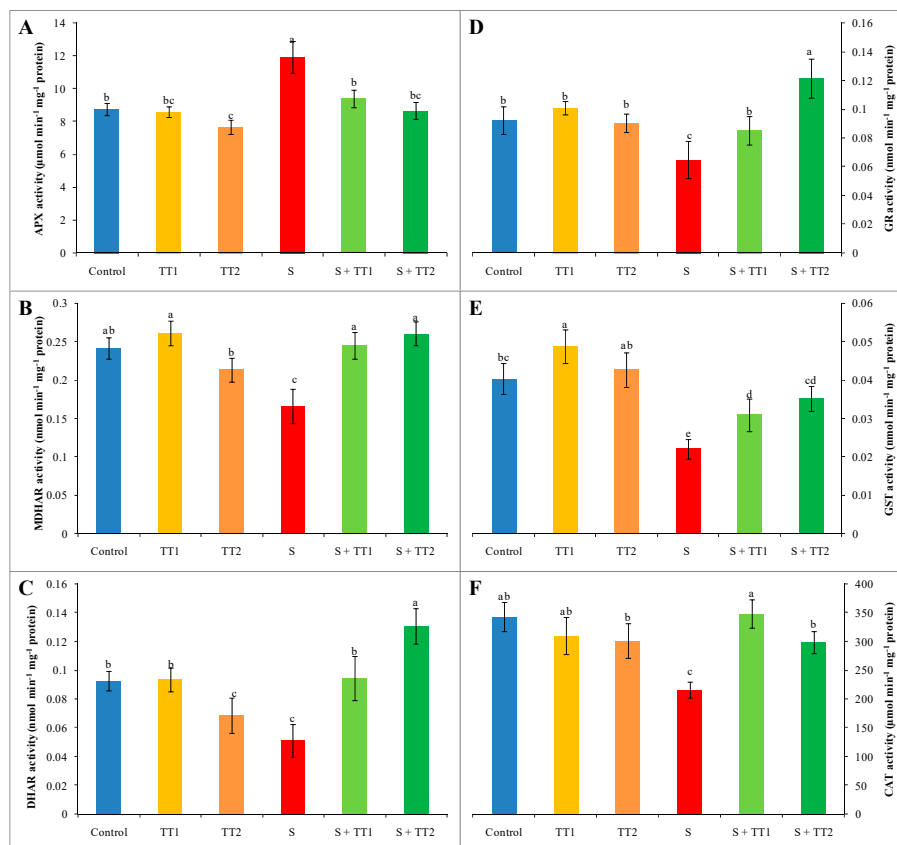 A
APX activity (µmol min⁻¹ mg⁻¹ protein)
14
12
10
8
6
4
2
0
b
bc
c
a
b
bc
Control TT1 TT2 S S + TT1 S + TT2
D
GR activity (nmol min⁻¹ mg⁻¹ protein)
0.16
0.14
0.12
0.1
0.08
0.06
0.04
0.02
0
b
b
b
c
b
a
Control TT1 TT2 S S + TT1 S + TT2
B
MDHAR activity (nmol min⁻¹ mg⁻¹ protein)
0.3
0.25
0.2
0.15
0.1
0.05
0
ab
a
b
c
a
a
Control TT1 TT2 S S + TT1 S + TT2
E
GST activity (nmol min⁻¹ mg⁻¹ protein)
0.06
0.05
0.04
0.03
0.02
0.01
0
bc
a
ab
e
d
cd
Control TT1 TT2 S S + TT1 S + TT2
C
DHAR activity (nmol min⁻¹ mg⁻¹ protein)
0.16
0.14
0.12
0.1
0.08
0.06
0.04
0.02
0
b
b
c
c
b
a
Control TT1 TT2 S S + TT1 S + TT2
F
CAT activity (µmol min⁻¹ mg⁻¹ protein)
400
350
300
250
200
150
100
50
0
ab
ab
b
c
a
b
Control TT1 TT2 S S + TT1 S + TT2